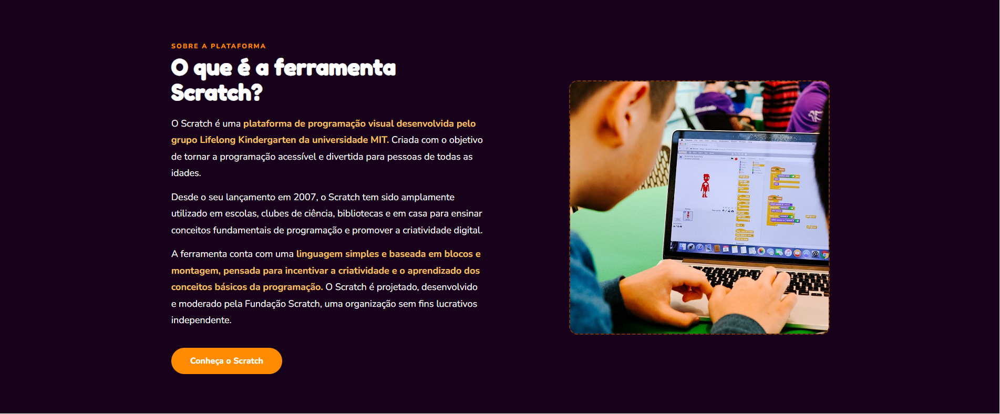 SOBRE A PLATAFORMA
O que é a ferramenta
Scratch?
O Scratch é uma plataforma de programação visual desenvolvida pelo
grupo Lifelong Kindergarten da universidade MIT. Criada com o objetivo
de tornar a programação acessível e divertida para pessoas de todas as
idades.
Desde o seu lançamento em 2007, o Scratch tem sido amplamente
utilizado em escolas, clubes de ciência, bibliotecas e em casa para ensinar
conceitos fundamentais de programação e promover a criatividade digital.
A ferramenta conta com uma linguagem simples e baseada em blocos e
montagem, pensada para incentivar a criatividade e o aprendizado dos
conceitos básicos da programação. O Scratch é projetado, desenvolvido
e moderado pela Fundação Scratch, uma organização sem fins lucrativos
independente.
Conheça o Scratch